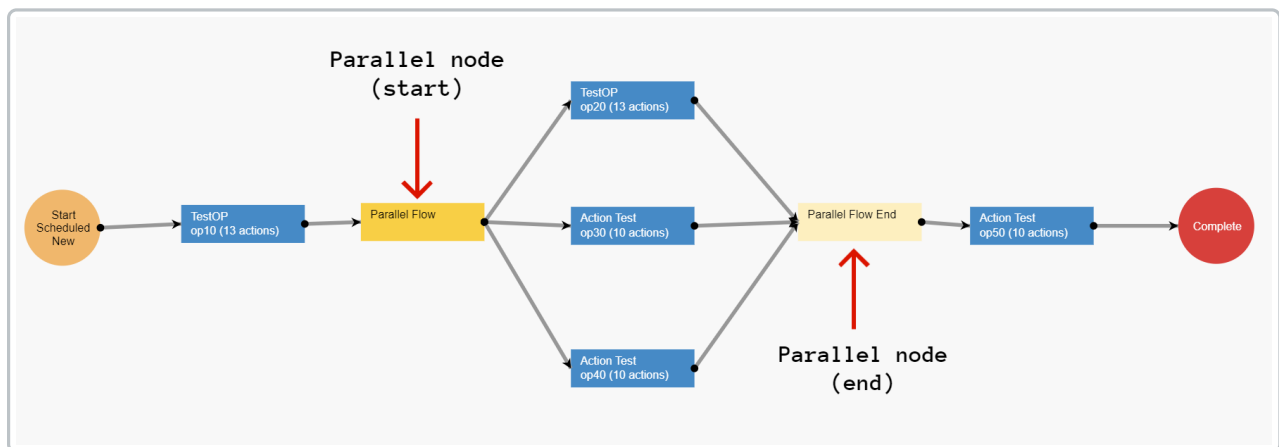 Parallel node
(start)
TestOP
op20 (13 actions)
Start
Scheduled
New
TestOP
op10 (13 actions)
Parallel Flow
Action Test
op30 (10 actions)
Parallel Flow End
Action Test
op50 (10 actions)
Complete
Action Test
op40 (10 actions)
Parallel node
(end)